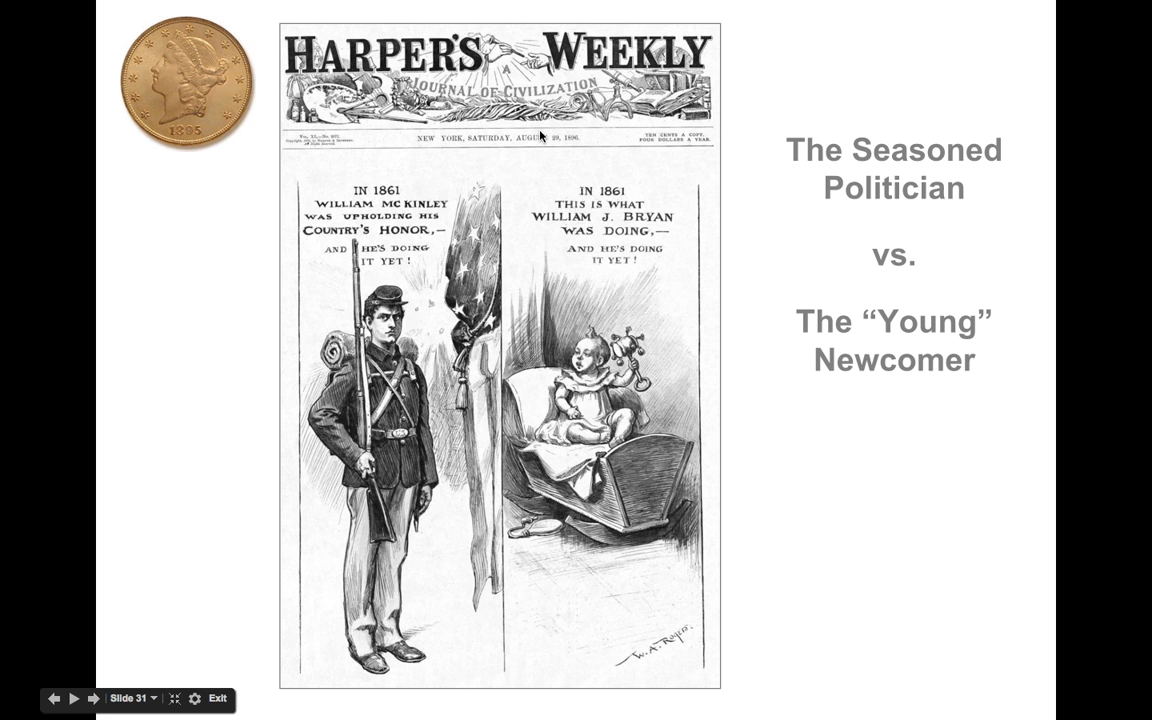 1895
HARPER'S WEEKLY
A
JOURNAL OF CIVILIZATION
NEW YORK, SATURDAY, AUGUST 29, 1896.
TEN CENTS A COPY.
FOUR DOLLARS A YEAR.
IN 1861
WILLIAM MCKINLEY
WAS UPHOLDING HIS
COUNTRY'S HONOR,—
AND HE'S DOING
IT YET!
IN 1861
THIS IS WHAT
WILLIAM J. BRYAN
WAS DOING,—
AND HE'S DOING
IT YET!
W.A. Rogers.
The Seasoned
Politician
vs.
The “Young”
Newcomer
Slide 31
Exit